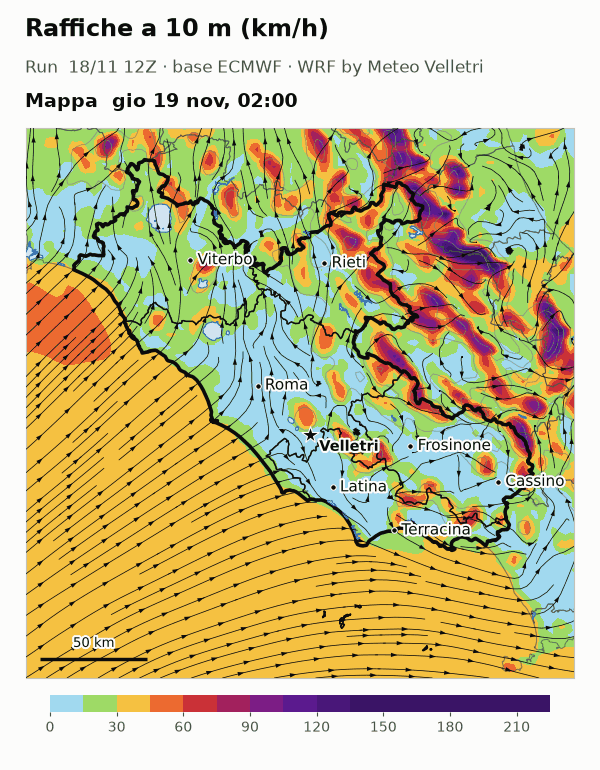 Raffiche a 10 m (km/h)
Run  18/11 12Z · base ECMWF · WRF by Meteo Velletri
Mappa  gio 19 nov, 02:00
Viterbo
Rieti
Roma
Velletri
Frosinone
Cassino
Latina
Terracina
50 km
0 30 60 90 120 150 180 210